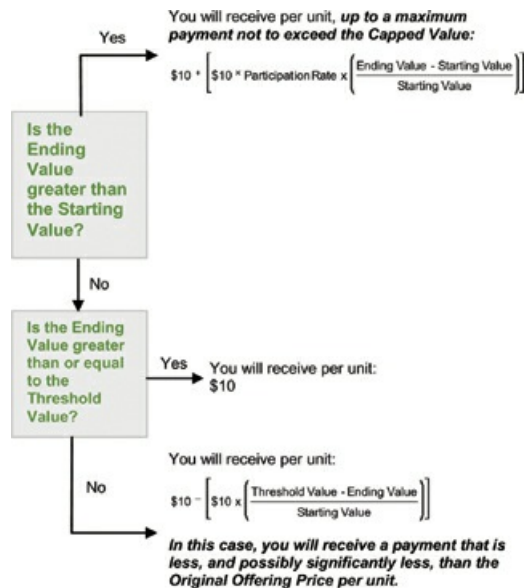 You will receive per unit, up to a maximum
payment not to exceed the Capped Value:
Yes
$10 + [$10 × Participation Rate x (Ending Value - Starting Value / Starting Value)]
Is the
Ending
Value
greater than
the Starting
Value?
No
Is the Ending
Value greater
than or equal
to the
Threshold
Value?
Yes
You will receive per unit:
$10
No
You will receive per unit:
$10 − [$10 x (Threshold Value - Ending Value / Starting Value)]
In this case, you will receive a payment that is
less, and possibly significantly less, than the
Original Offering Price per unit.